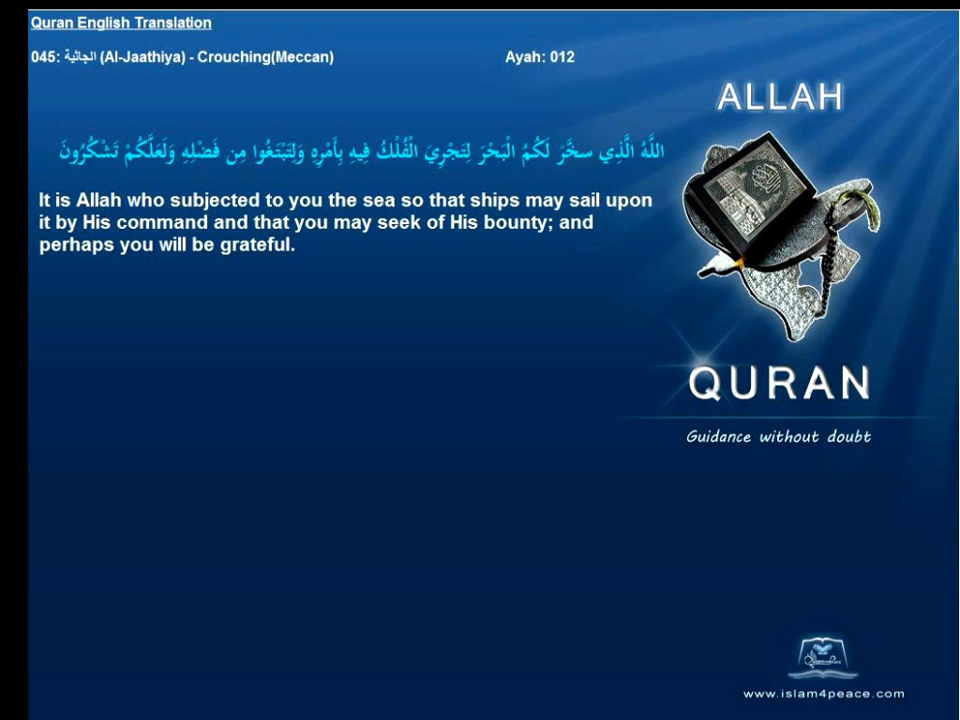 Quran English Translation
045: الجاثية (Al-Jaathiya) - Crouching(Meccan) Ayah: 012
ALLAH
اللَّهُ الَّذِي سخَّرَ لَكُمُ الْبَحْرَ لِتَجْرِيَ الْفُلْكُ فِيهِ بِأَمْرِهِ وَلِتَبْتَغُوا مِن فَضْلِهِ وَلَعَلَّكُمْ تَشْكُرُونَ
It is Allah who subjected to you the sea so that ships may sail upon
it by His command and that you may seek of His bounty; and
perhaps you will be grateful.
QURAN
Guidance without doubt
www.islam4peace.com